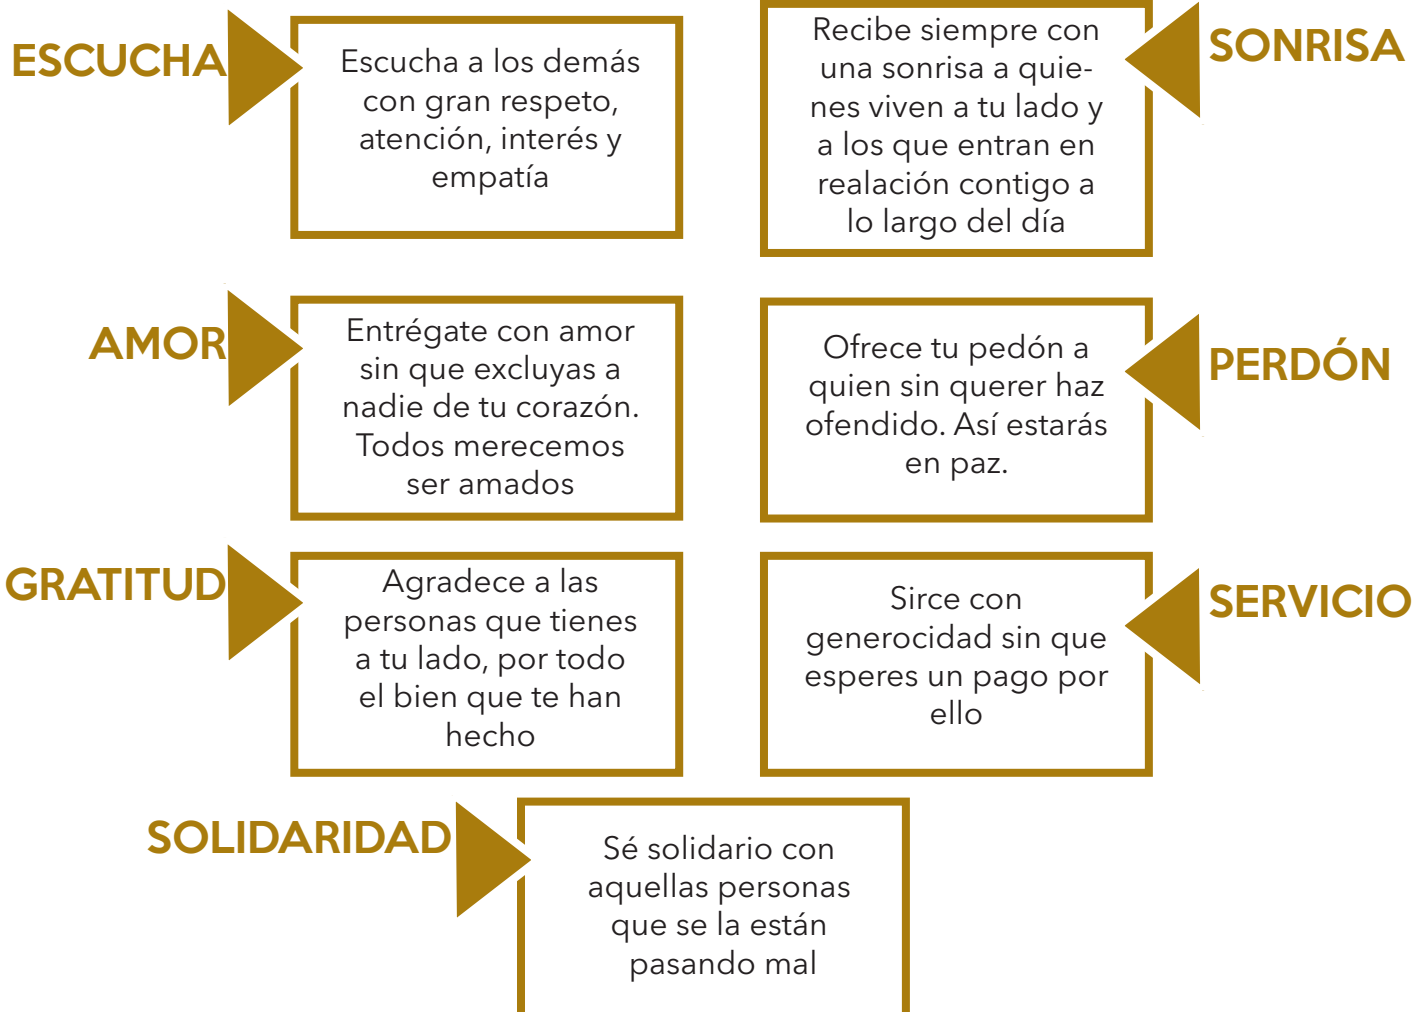 ESCUCHA
Escucha a los demás
con gran respeto,
atención, interés y
empatía
SONRISA
Recibe siempre con
una sonrisa a quie-
nes viven a tu lado y
a los que entran en
realación contigo a
lo largo del día
AMOR
Entrégate con amor
sin que excluyas a
nadie de tu corazón.
Todos merecemos
ser amados
PERDÓN
Ofrece tu pedón a
quien sin querer haz
ofendido. Así estarás
en paz.
GRATITUD
Agradece a las
personas que tienes
a tu lado, por todo
el bien que te han
hecho
SERVICIO
Sirce con
generocidad sin que
esperes un pago por
ello
SOLIDARIDAD
Sé solidario con
aquellas personas
que se la están
pasando mal